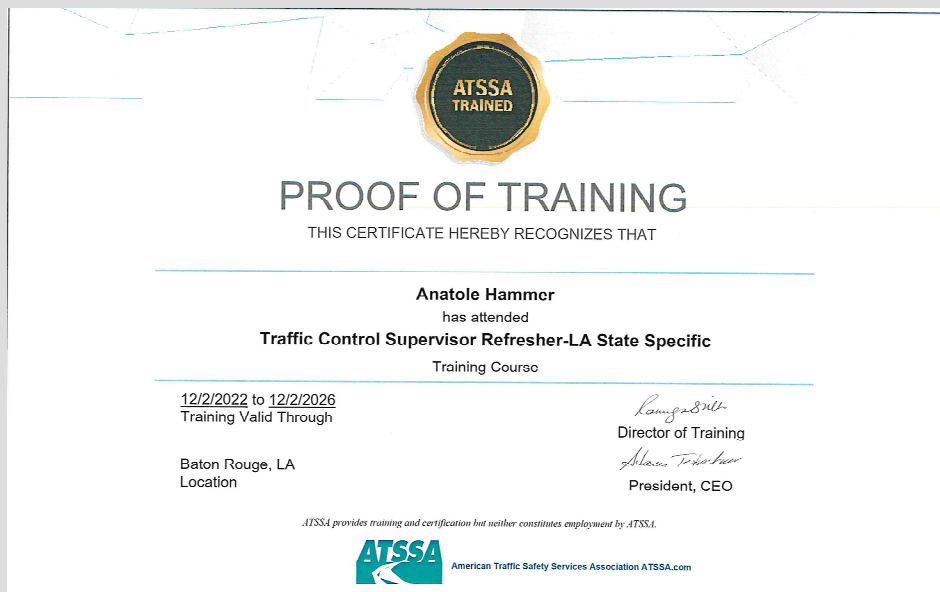 ATSSA
TRAINED
PROOF OF TRAINING
THIS CERTIFICATE HEREBY RECOGNIZES THAT
Anatole Hammer
has attended
Traffic Control Supervisor Refresher-LA State Specific
Training Course
12/2/2022 to 12/2/2026
Training Valid Through
Director of Training
Baton Rouge, LA
Location
President, CEO
ATSSA provides training and certification but neither constitutes employment by ATSSA.
ATSSA
American Traffic Safety Services Association ATSSA.com